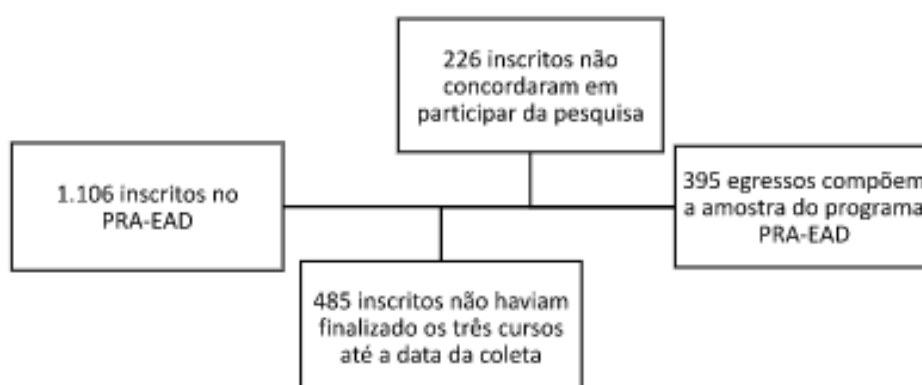 226 inscritos não
concordaram em
participar da pesquisa
1.106 inscritos no
PRA-EAD
395 egressos compõem
a amostra do programa
PRA-EAD
485 inscritos não haviam
finalizado os três cursos
até a data da coleta